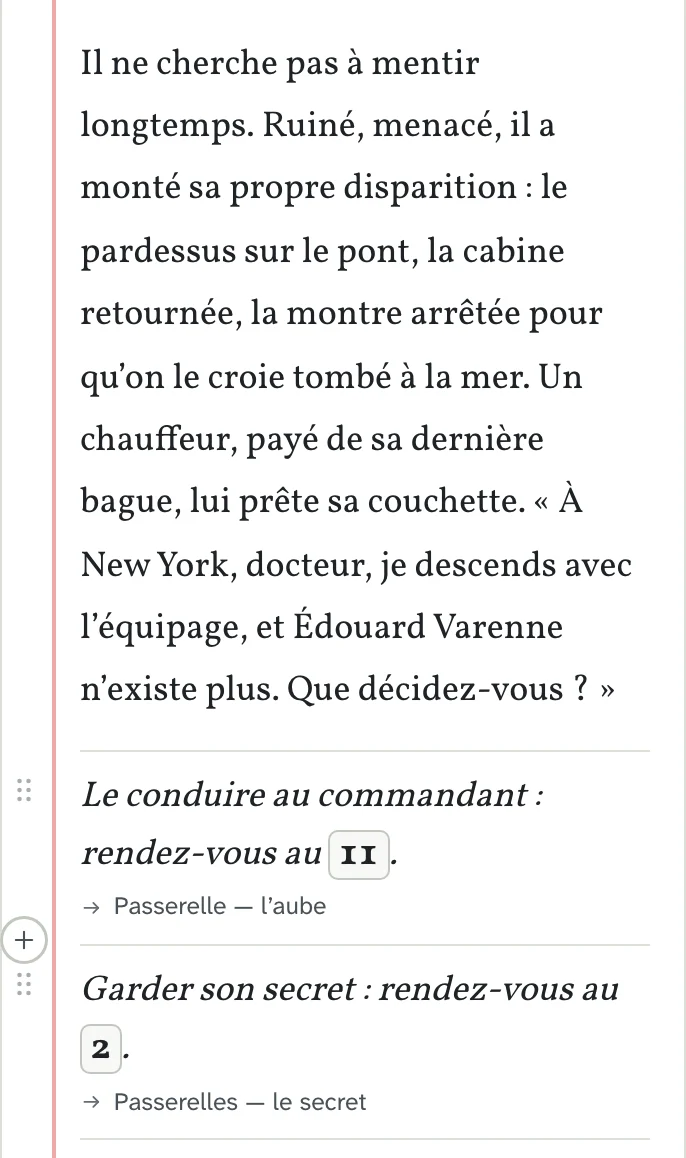 Il ne cherche pas à mentir
longtemps. Ruiné, menacé, il a
monté sa propre disparition : le
pardessus sur le pont, la cabine
retournée, la montre arrêtée pour
qu’on le croie tombé à la mer. Un
chauffeur, payé de sa dernière
bague, lui prête sa couchette. « À
New York, docteur, je descends avec
l’équipage, et Édouard Varenne
n’existe plus. Que décidez-vous ? »
Le conduire au commandant :
rendez-vous au 11.
→ Passerelle — l’aube
Garder son secret : rendez-vous au
2.
→ Passerelles — le secret